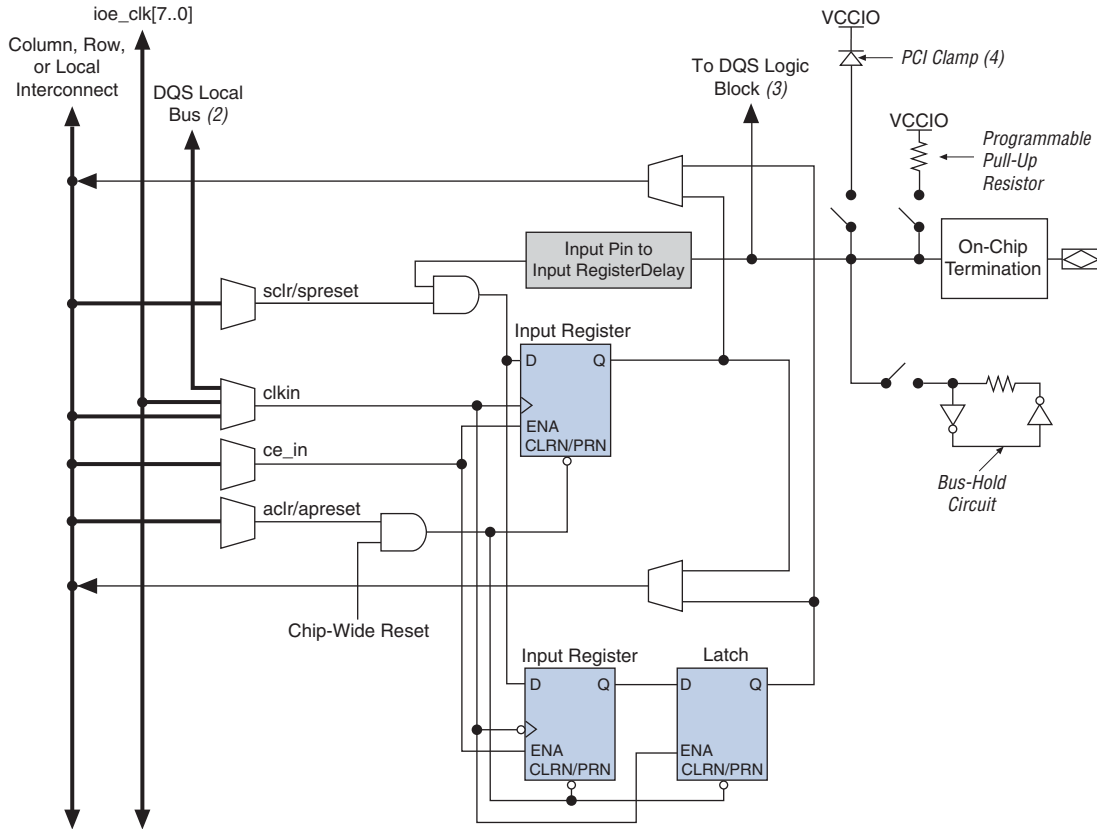 ioe_clk[7..0]
Column, Row,
or Local
Interconnect
DQS Local
Bus (2)
To DQS Logic
Block (3)
VCCIO
PCI Clamp (4)
VCCIO
Programmable
Pull-Up
Resistor
Input Pin to
Input RegisterDelay
On-Chip
Termination
sclr/spreset
Input Register
D
Q
clkin
ENA
CLRN/PRN
ce_in
Bus-Hold
Circuit
aclr/apreset
Chip-Wide Reset
Input Register
Latch
D
Q
D
Q
ENA
CLRN/PRN
ENA
CLRN/PRN